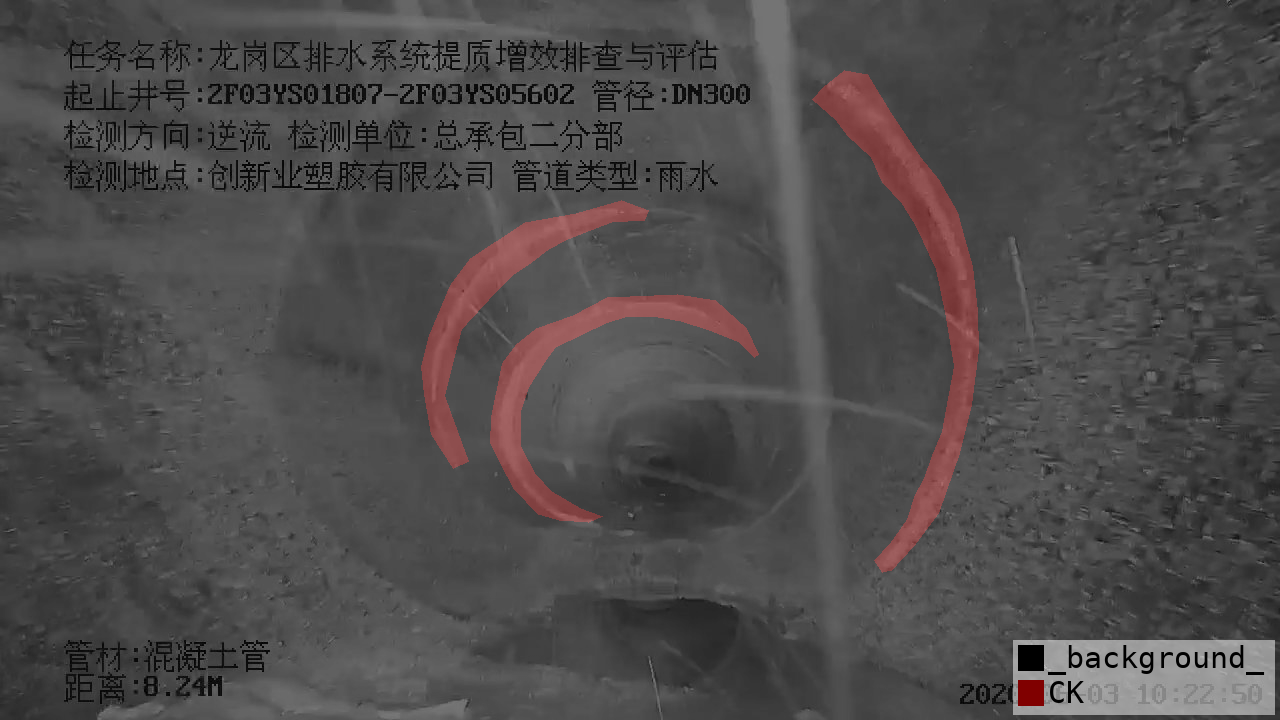 任务名称:龙岗区排水系统提质增效排查与评估
起止井号:2F03YS01807-2F03YS05602 管径:DN300
检测方向:逆流 检测单位:总承包二分部
检测地点:创新业塑胶有限公司 管道类型:雨水
管材:混凝土管
距离:8.24M
_background_
CK
10:22:50